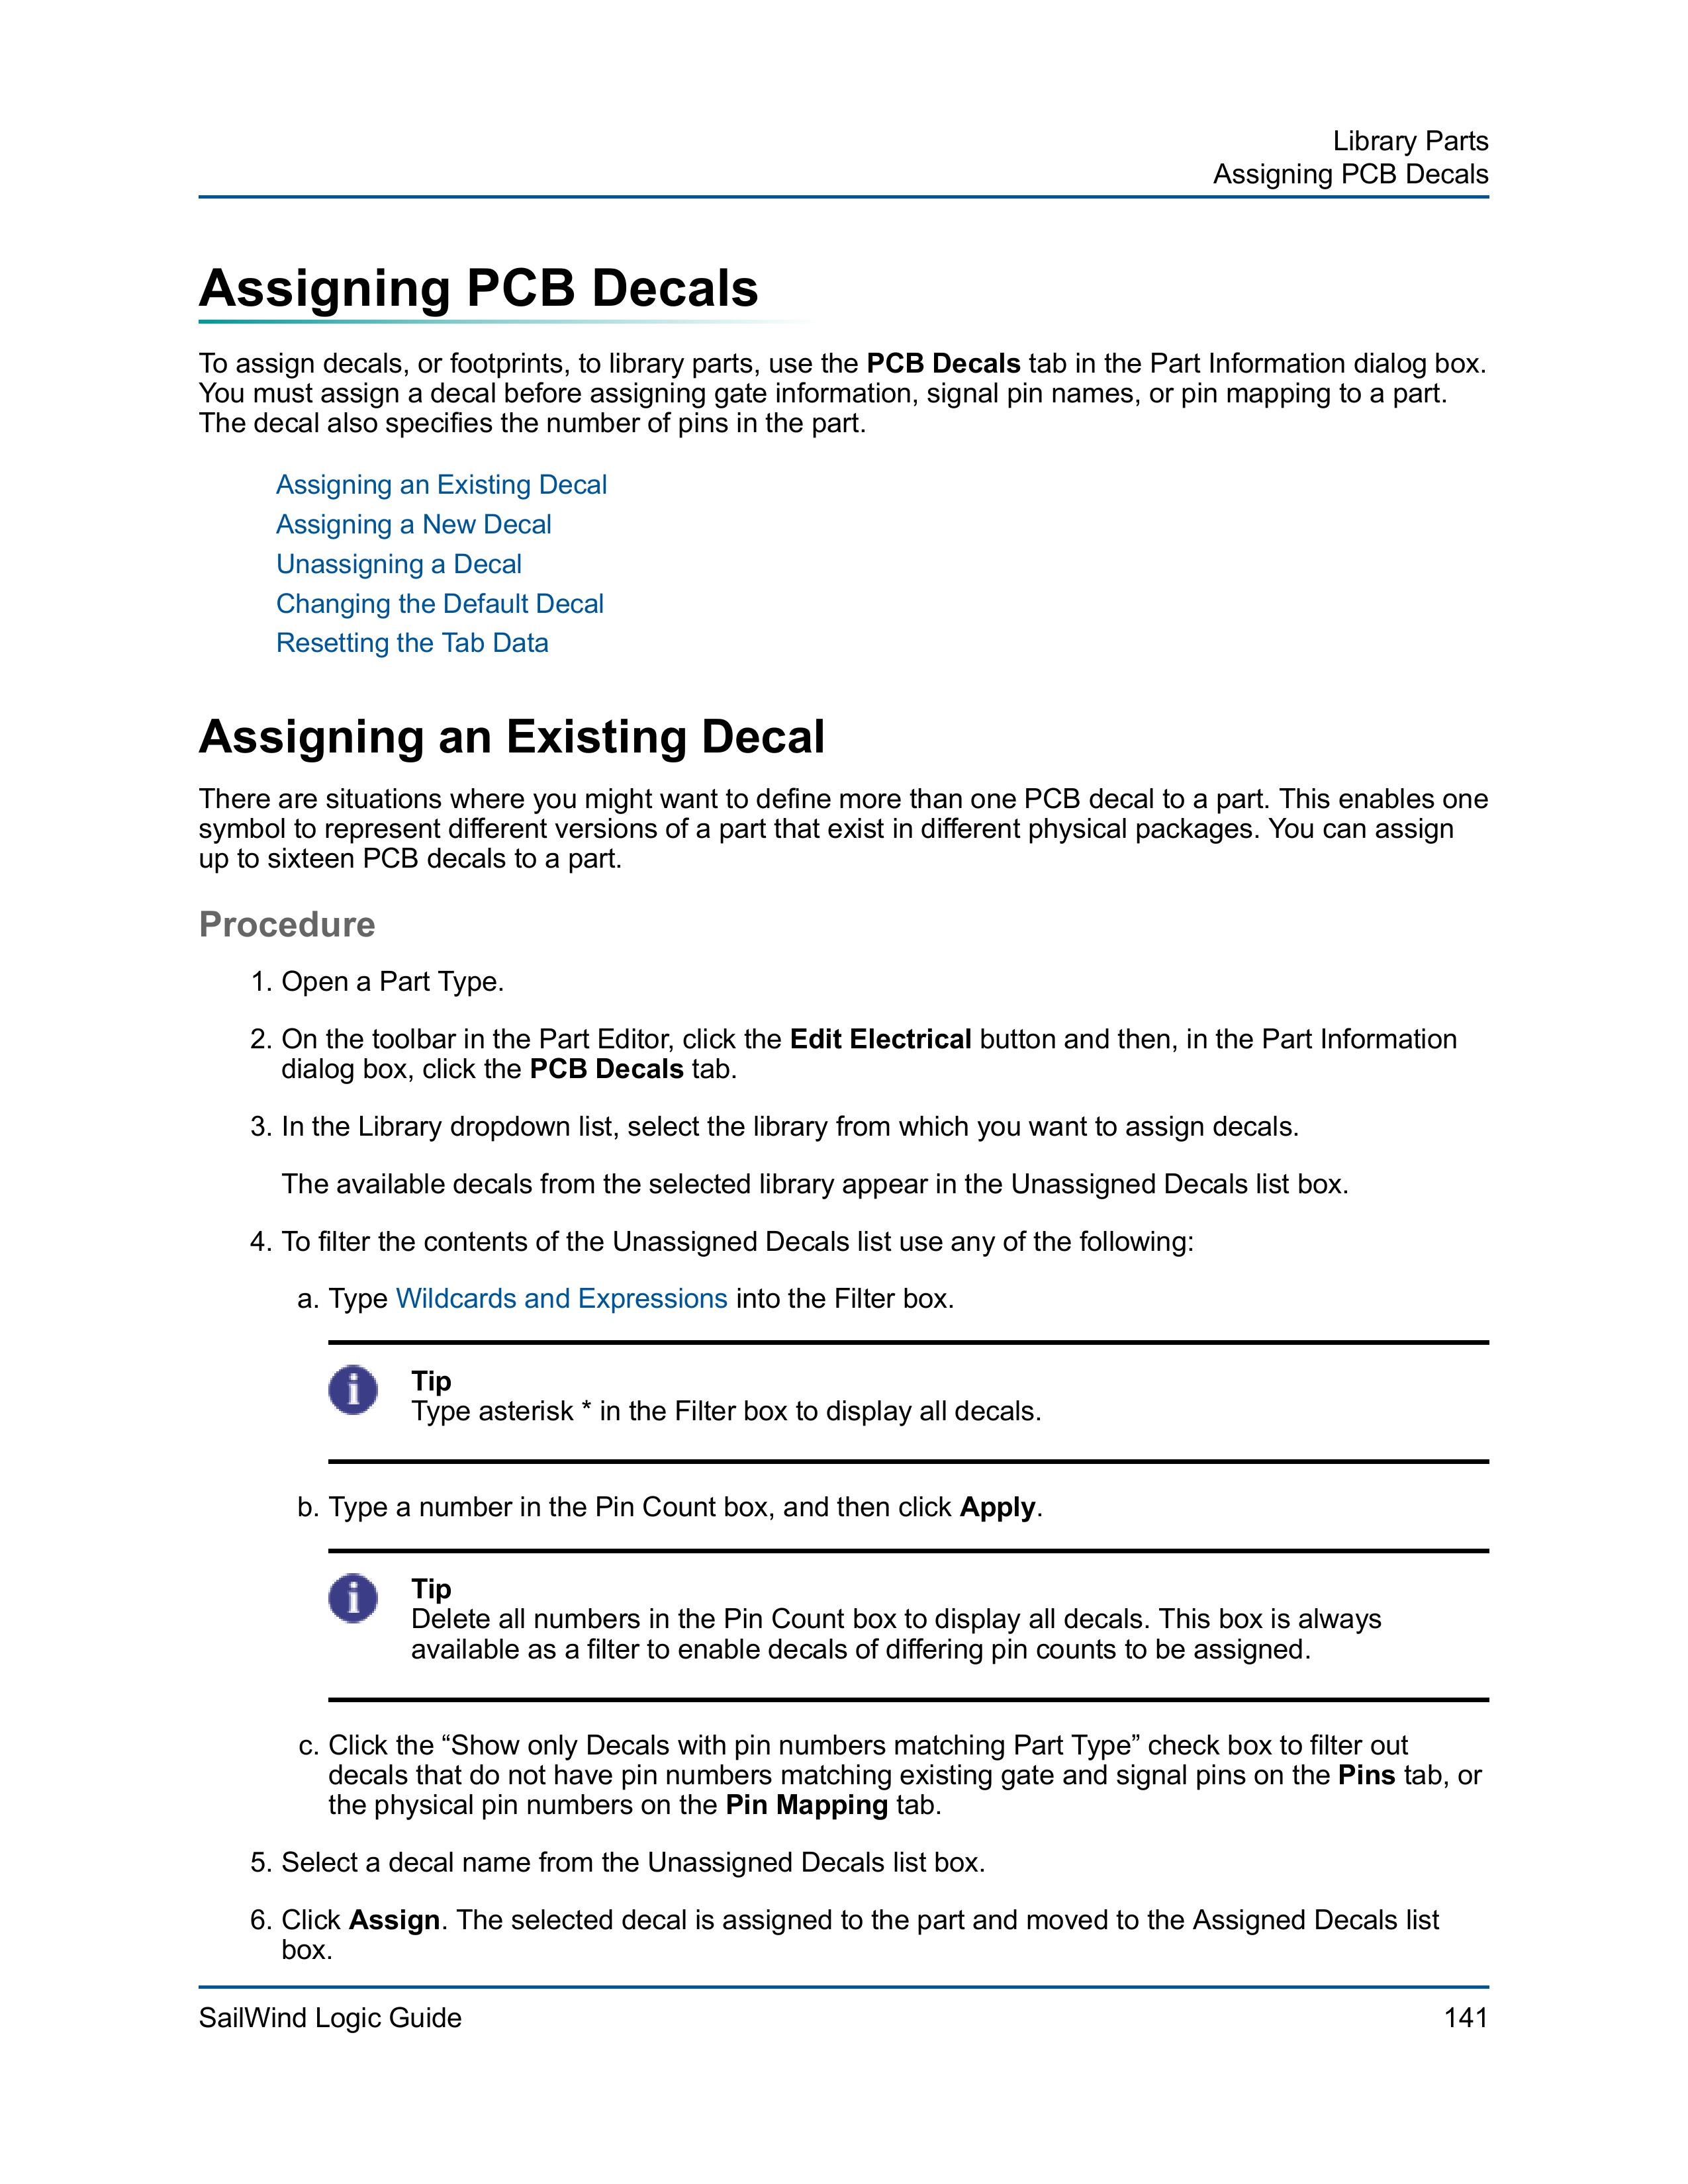 Library Parts
Assigning PCB Decals
Assigning PCB Decals
To assign decals, or footprints, to library parts, use the PCB Decals tab in the Part Information dialog box.
You must assign a decal before assigning gate information, signal pin names, or pin mapping to a part.
The decal also specifies the number of pins in the part.
Assigning an Existing Decal
Assigning a New Decal
Unassigning a Decal
Changing the Default Decal
Resetting the Tab Data
Assigning an Existing Decal
There are situations where you might want to define more than one PCB decal to a part. This enables one
symbol to represent different versions of a part that exist in different physical packages. You can assign
up to sixteen PCB decals to a part.
Procedure
1. Open a Part Type.
2. On the toolbar in the Part Editor, click the Edit Electrical button and then, in the Part Information
dialog box, click the PCB Decals tab.
3. In the Library dropdown list, select the library from which you want to assign decals.
The available decals from the selected library appear in the Unassigned Decals list box.
4. To filter the contents of the Unassigned Decals list use any of the following:
a. Type Wildcards and Expressions into the Filter box.
Tip
Type asterisk * in the Filter box to display all decals.
b. Type a number in the Pin Count box, and then click Apply.
Tip
Delete all numbers in the Pin Count box to display all decals. This box is always
available as a filter to enable decals of differing pin counts to be assigned.
c. Click the “Show only Decals with pin numbers matching Part Type” check box to filter out
decals that do not have pin numbers matching existing gate and signal pins on the Pins tab, or
the physical pin numbers on the Pin Mapping tab.
5. Select a decal name from the Unassigned Decals list box.
6. Click Assign. The selected decal is assigned to the part and moved to the Assigned Decals list
box.
SailWind Logic Guide 141